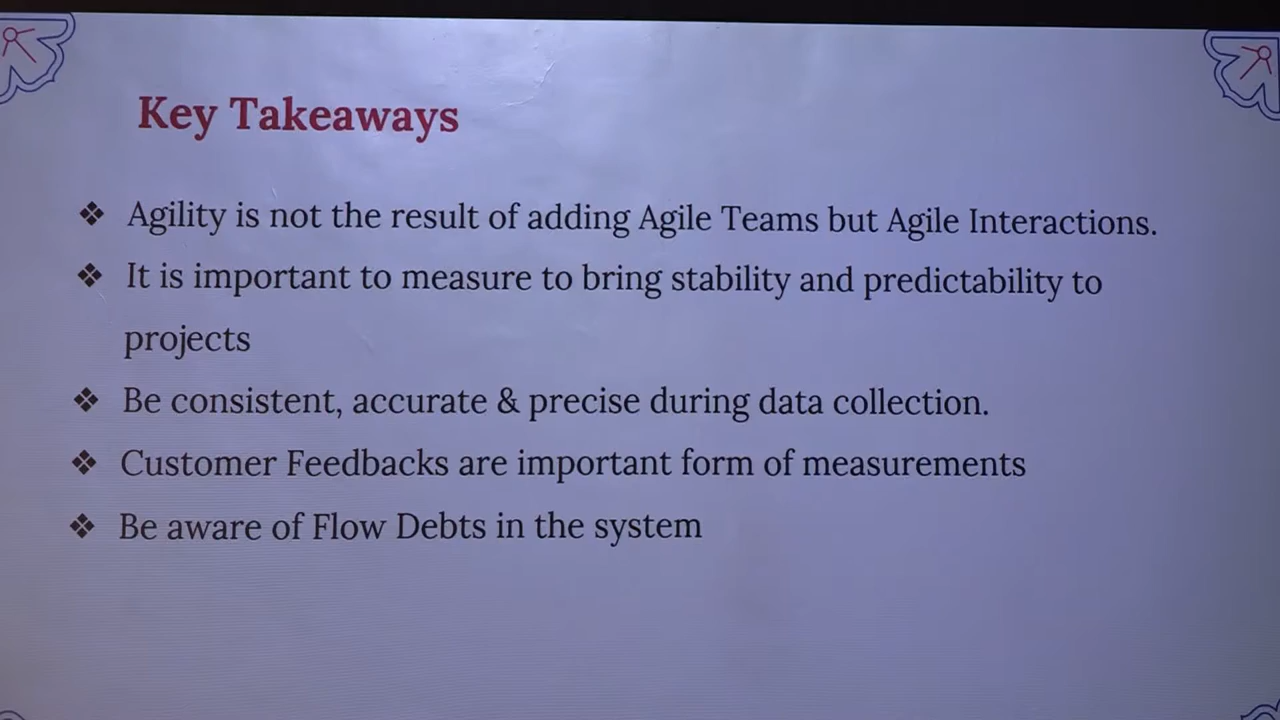 Key Takeaways
❖ Agility is not the result of adding Agile Teams but Agile Interactions.
❖ It is important to measure to bring stability and predictability to
projects
❖ Be consistent, accurate & precise during data collection.
❖ Customer Feedbacks are important form of measurements
❖ Be aware of Flow Debts in the system